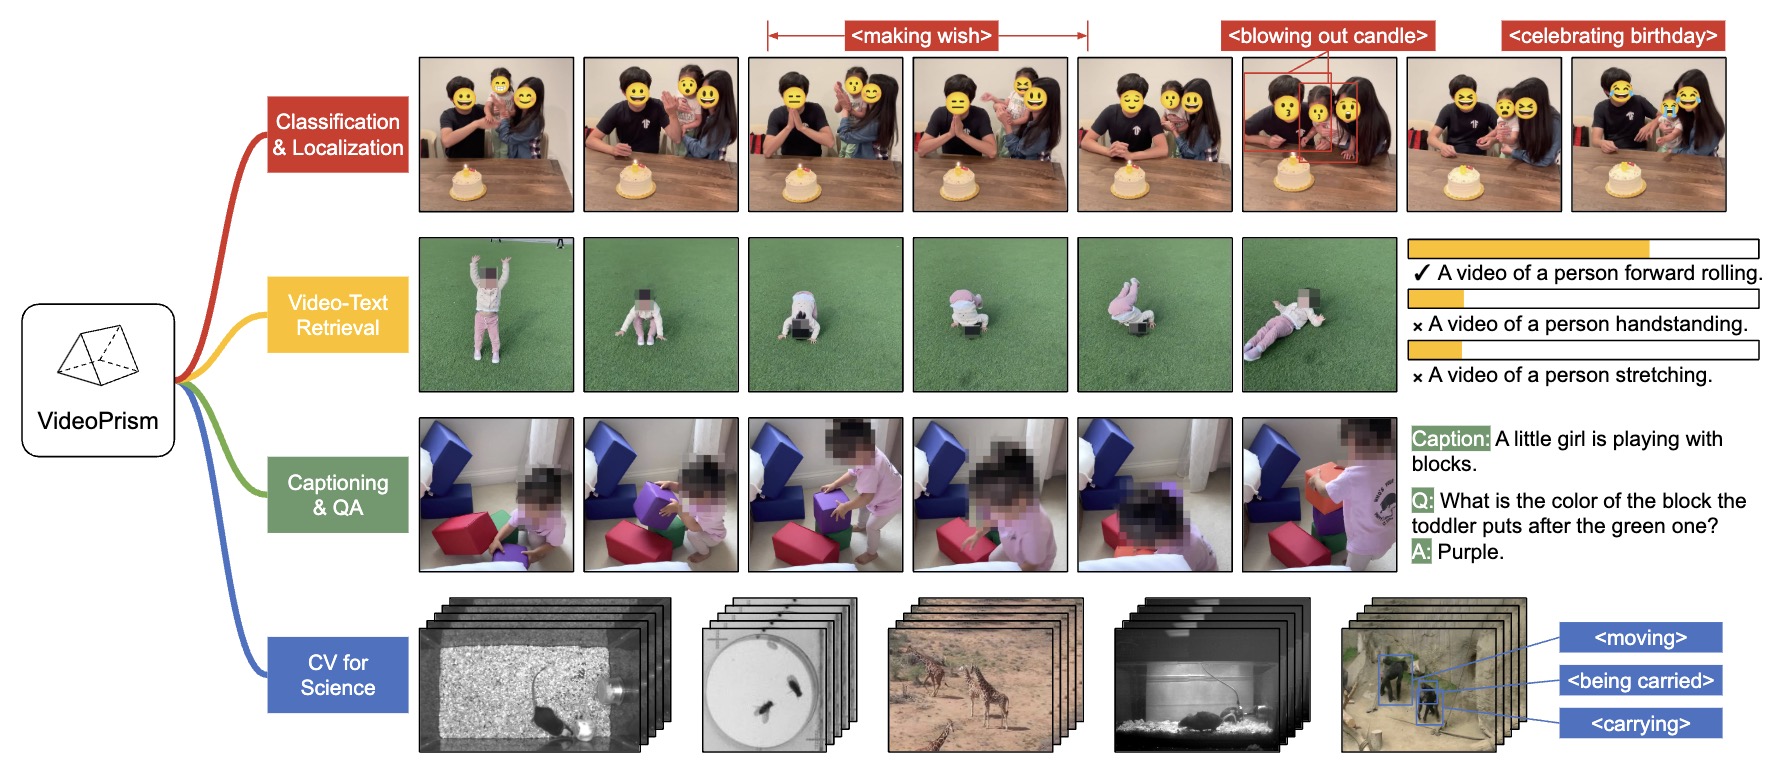 <making wish>
<blowing out candle>
<celebrating birthday>
Classification
& Localization
Video-Text
Retrieval
✓ A video of a person forward rolling.
× A video of a person handstanding.
× A video of a person stretching.
VideoPrism
Captioning
& QA
Caption: A little girl is playing with
blocks.
Q: What is the color of the block the
toddler puts after the green one?
A: Purple.
CV for
Science
<moving>
<being carried>
<carrying>